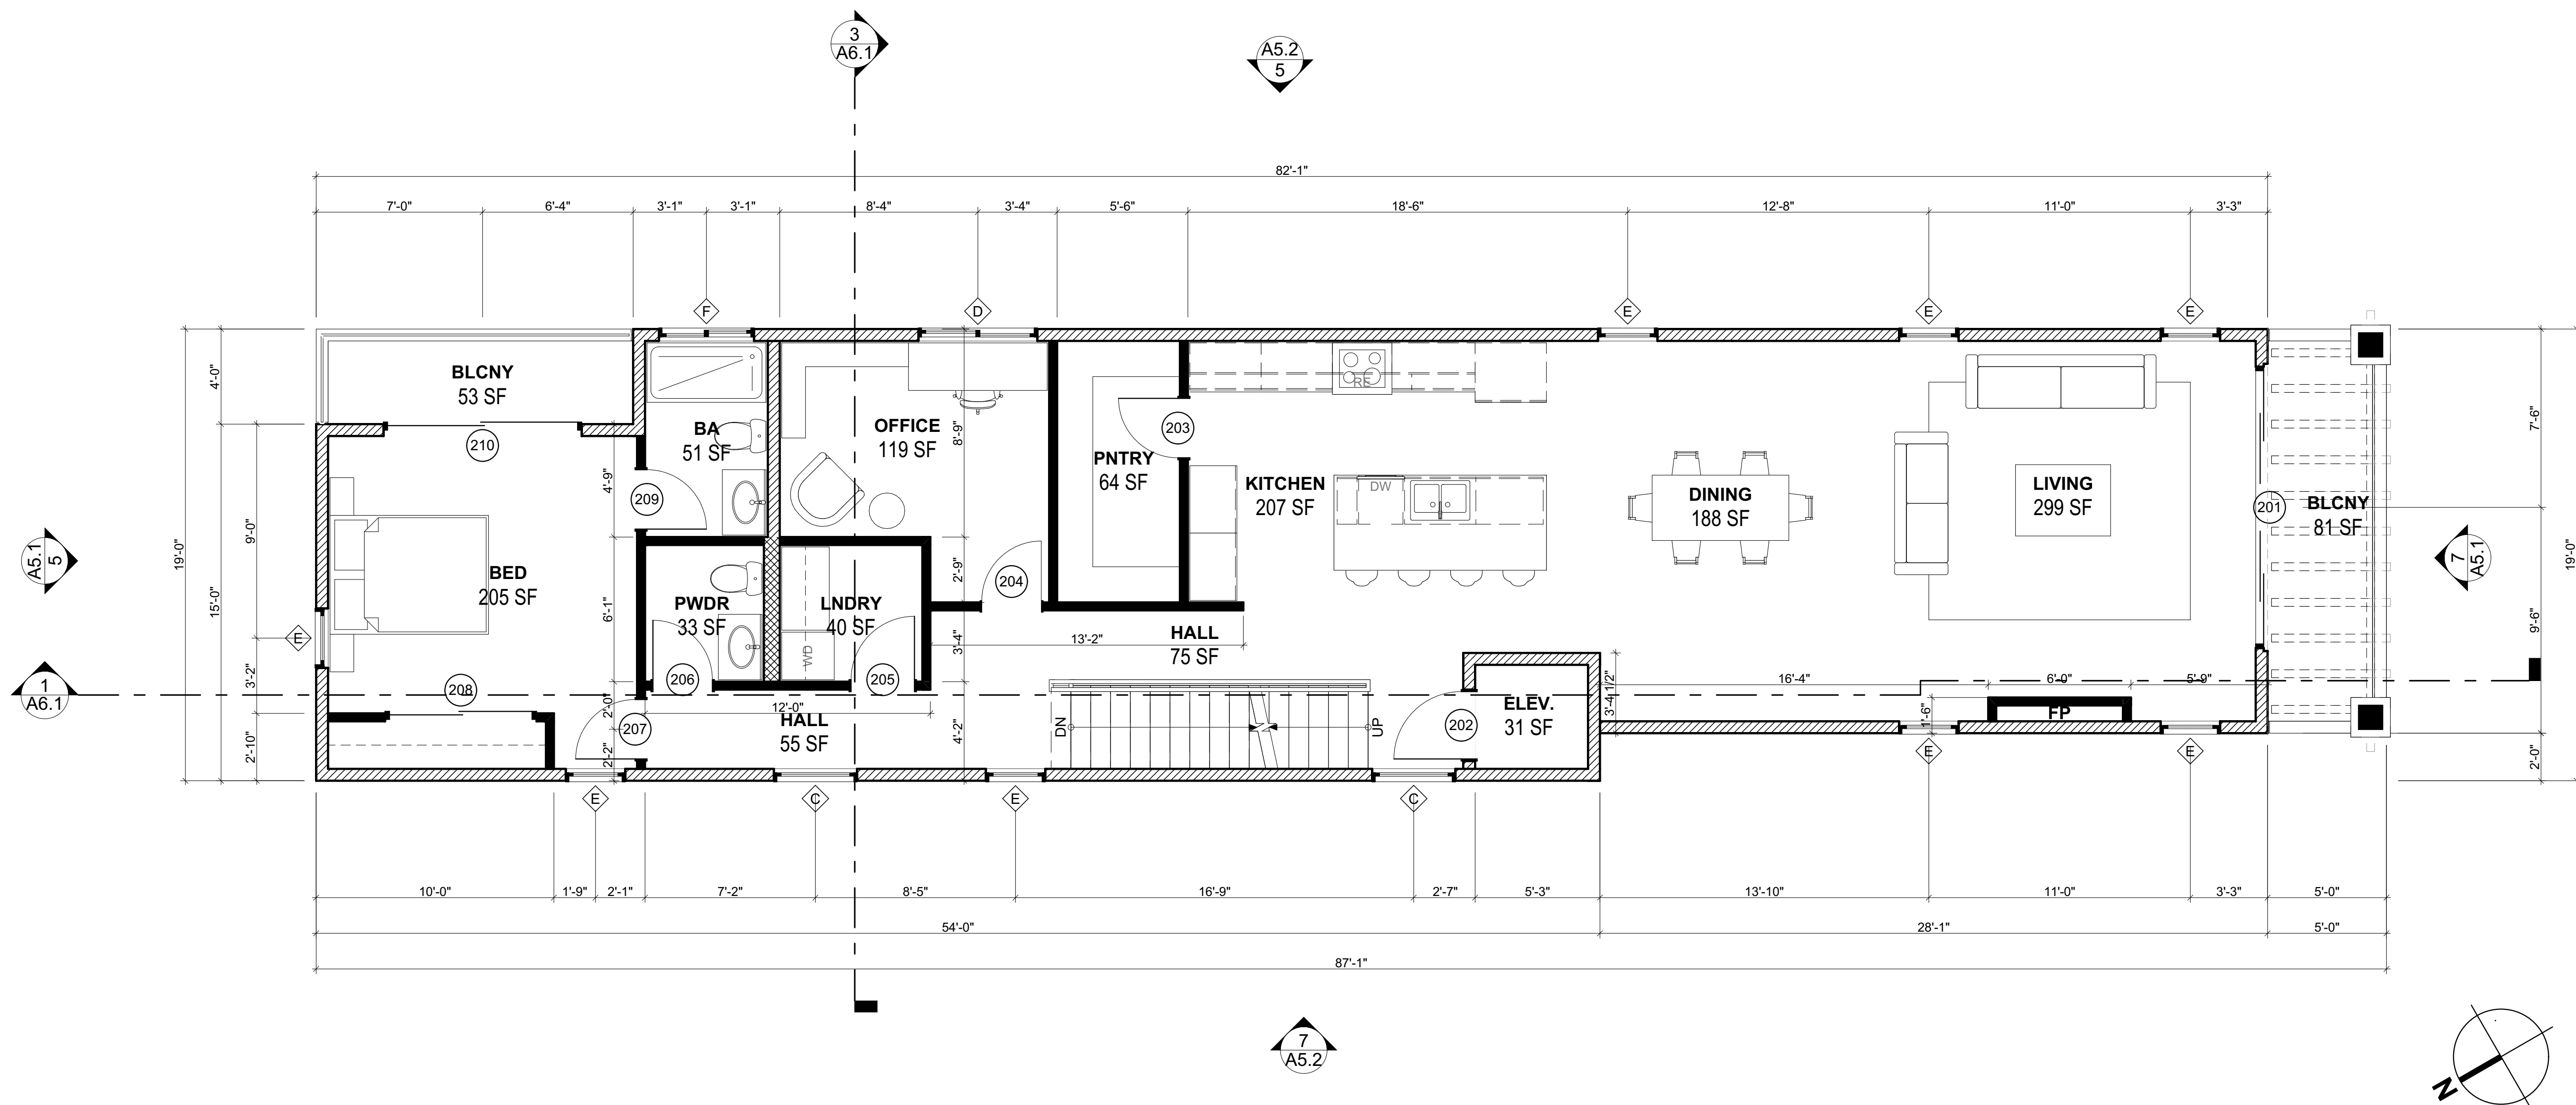 3
A6.1
A5.2
5
82'-1"
7'-0"
6'-4"
3'-1"
3'-1"
8'-4"
3'-4"
5'-6"
18'-6"
12'-8"
11'-0"
3'-3"
F
D
E
E
E
19'-0"
4'-0"
15'-0"
9'-0"
3'-2"
2'-10"
A5.1
5
1
A6.1
E
BLCNY
53 SF
210
BED
205 SF
208
4'-9"
6'-1"
2'-0"
2'-2"
209
BA
51 SF
PWDR
33 SF
206
207
12'-0"
HALL
55 SF
OFFICE
119 SF
8'-9"
2'-9"
3'-4"
4'-2"
LNDRY
40 SF
WD
205
204
PNTRY
64 SF
203
13'-2"
HALL
75 SF
DN
UP
KITCHEN
207 SF
RE
DW
202
ELEV.
31 SF
3'-4 1/2"
DINING
188 SF
LIVING
299 SF
16'-4"
6'-0"
5'-9"
1'-6"
FP
201
BLCNY
81 SF
7'-6"
9'-6"
2'-0"
19'-0"
7
A5.1
E
C
E
C
E
E
10'-0"
1'-9"
2'-1"
7'-2"
8'-5"
16'-9"
2'-7"
5'-3"
13'-10"
11'-0"
3'-3"
5'-0"
54'-0"
28'-1"
5'-0"
87'-1"
7
A5.2
N